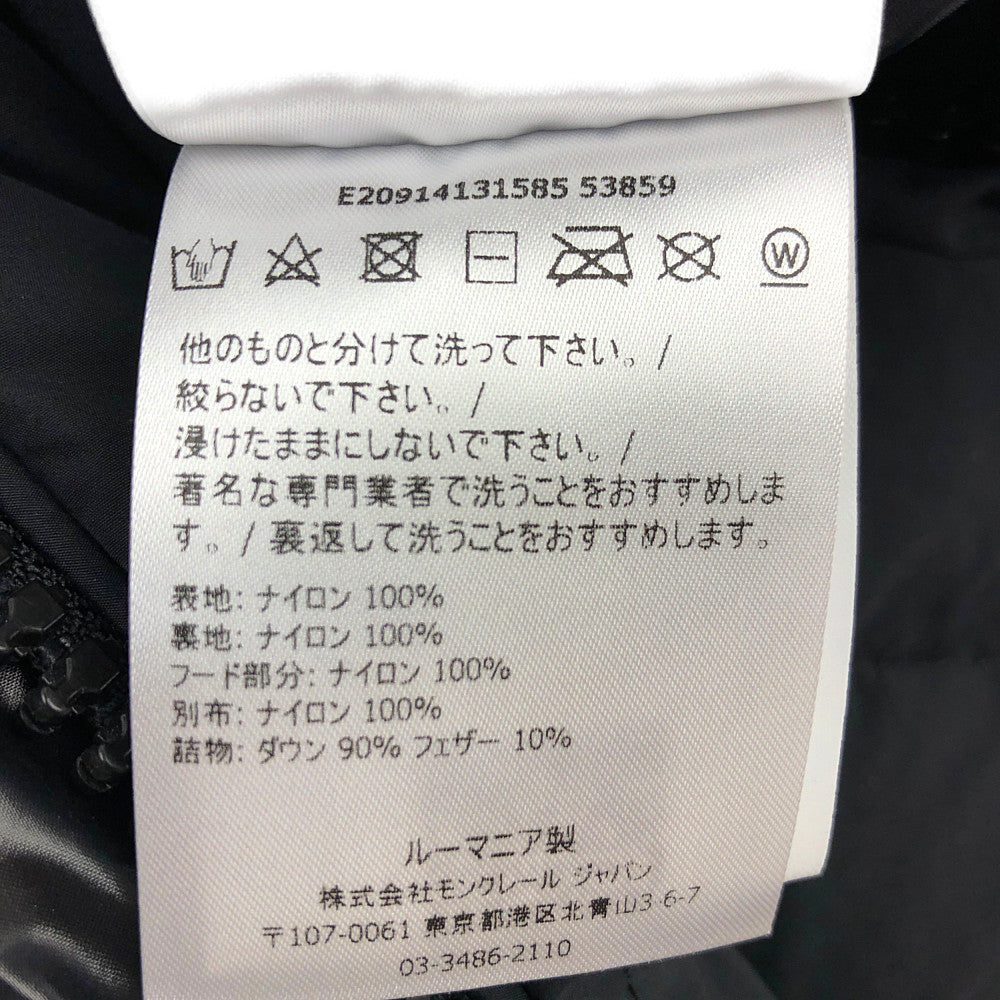 E20914131585 53859
W
他のものと分けて洗って下さい。/
絞らないで下さい。/
浸けたままにしないで下さい。/
著名な専門業者で洗うことをおすすめしま
す。/ 裏返して洗うことをおすすめします。
表地: ナイロン 100%
裏地: ナイロン 100%
フード部分: ナイロン 100%
別布: ナイロン 100%
詰物: ダウン 90% フェザー 10%
ルーマニア製
株式会社モンクレール ジャパン
〒107-0061 東京都港区北青山3-6-7
03-3486-2110